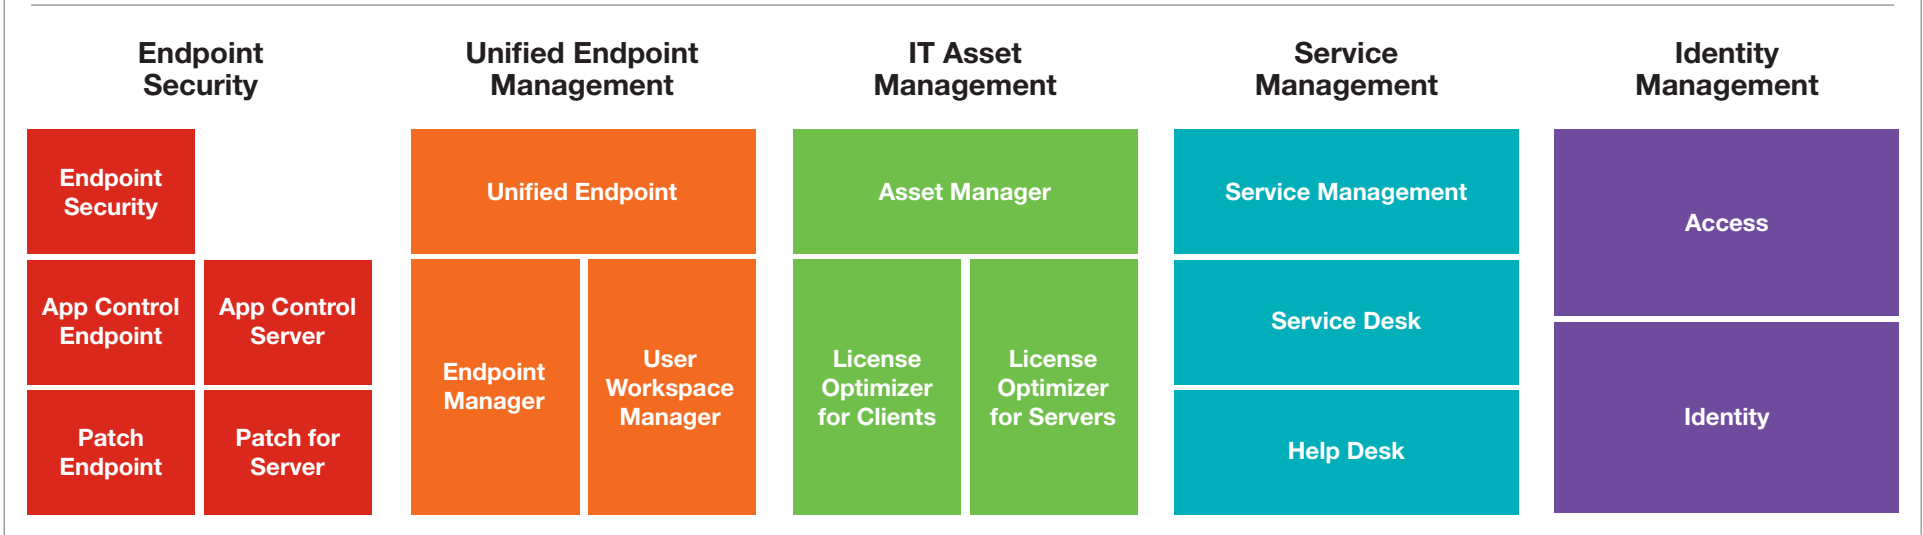 Endpoint
Security
Unified Endpoint
Management
IT Asset
Management
Service
Management
Identity
Management
Endpoint
Security
App Control
Endpoint
App Control
Server
Patch
Endpoint
Patch for
Server
Unified Endpoint
Endpoint
Manager
User
Workspace
Manager
Asset Manager
License
Optimizer
for Clients
License
Optimizer
for Servers
Service Management
Service Desk
Help Desk
Access
Identity